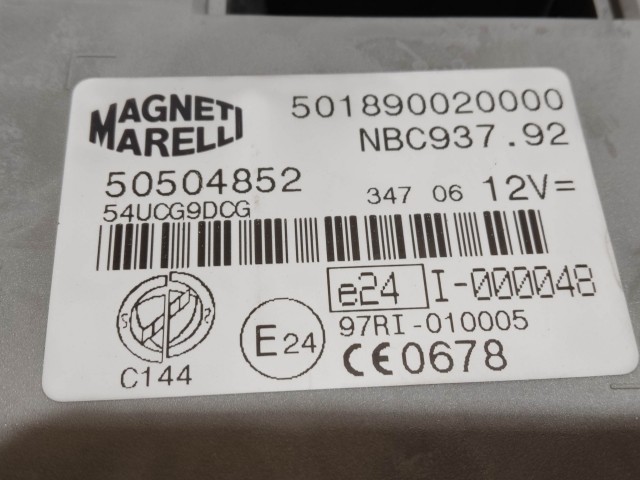 MAGNETI
MARELLI
501890020000
NBC937.92
50504852
54UCG9DCG
347 06 12V=
e24 I-000048
97RI-010005
E24
CE0678
C144